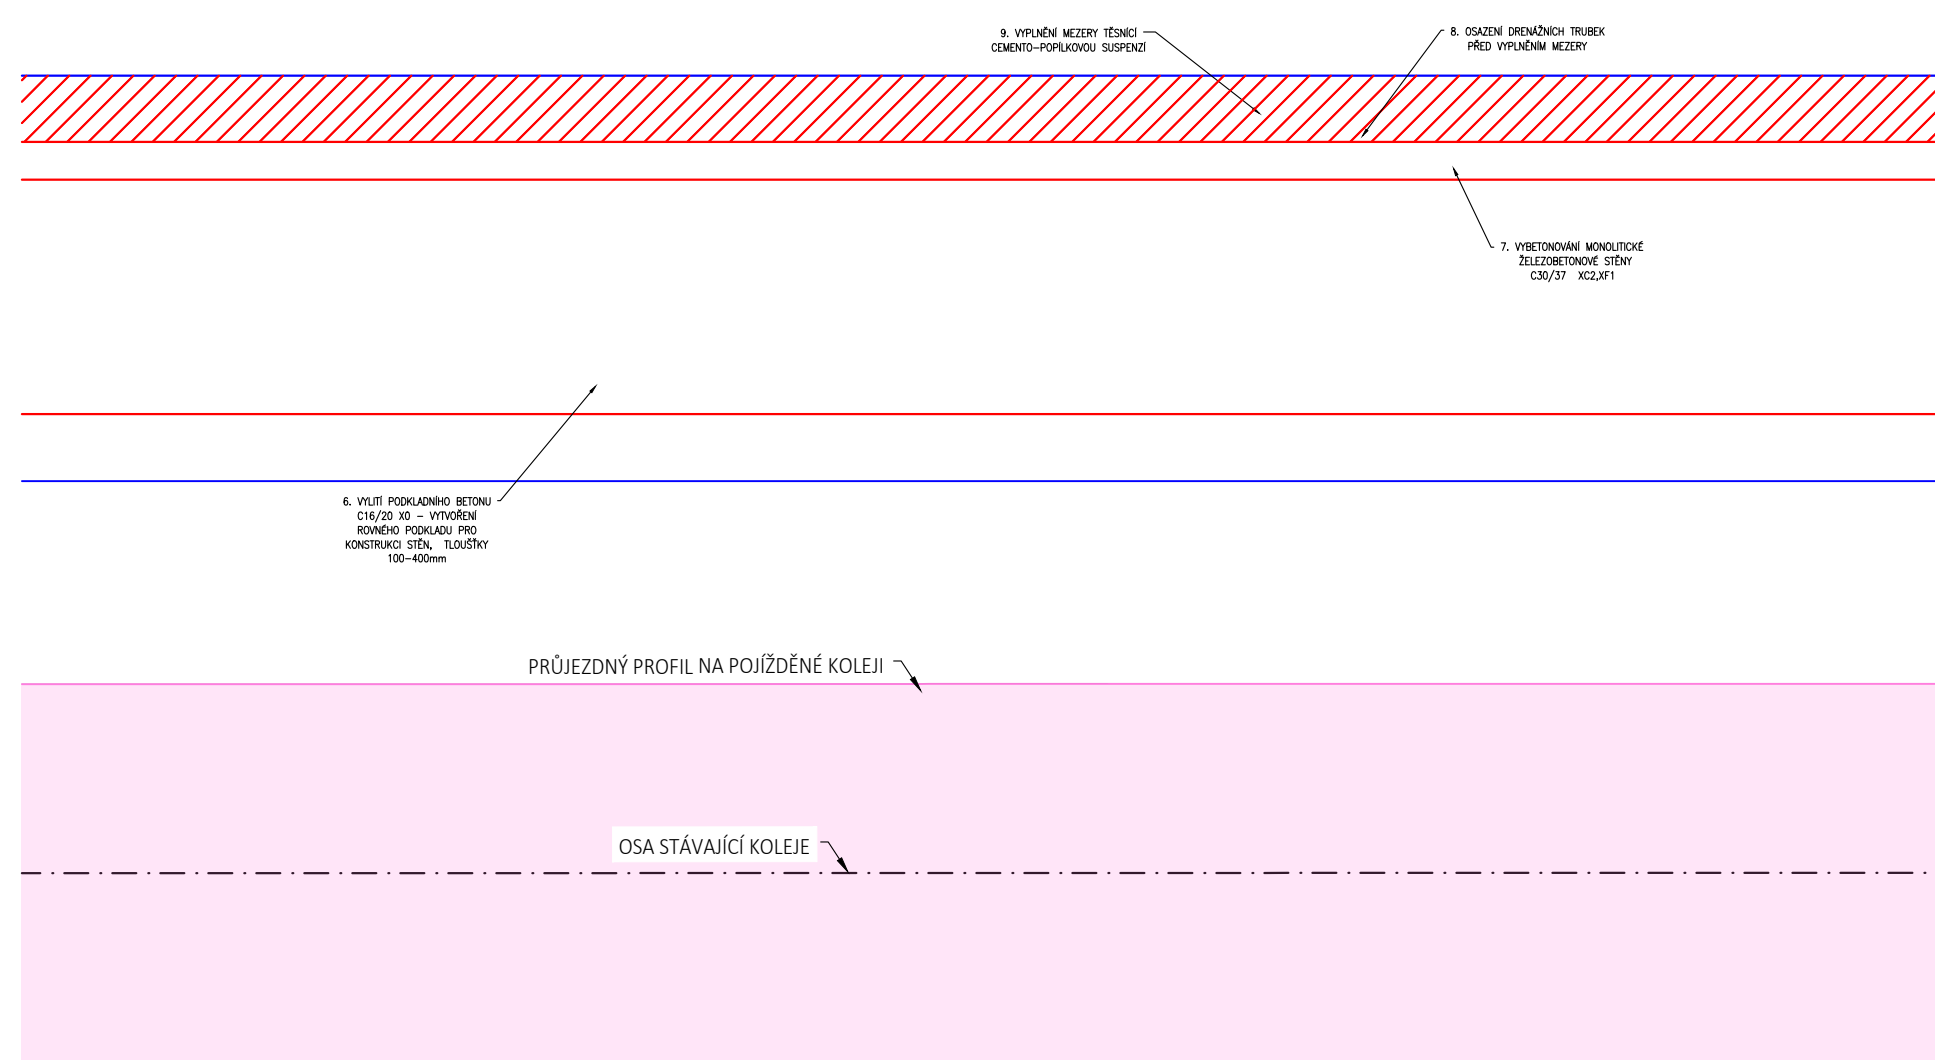 9. VYPLNĚNÍ MEZERY TĚSNÍCÍ
CEMENTO-POPÍLKOVOU SUSPENZÍ
8. OSAZENÍ DRENÁŽNÍCH TRUBEK
PŘED VYPLNĚNÍM MEZERY
7. VYBETONOVÁNÍ MONOLITICKÉ
ŽELEZOBETONOVÉ STĚNY
C30/37 XC2,XF1
6. VYLITÍ PODKLADNÍHO BETONU
C16/20 X0 - VYTVOŘENÍ
ROVNÉHO PODKLADU PRO
KONSTRUKCI STĚN, TLOUŠŤKY
100-400mm
PRŮJEZDNÝ PROFIL NA POJÍŽDĚNÉ KOLEJI
OSA STÁVAJÍCÍ KOLEJE